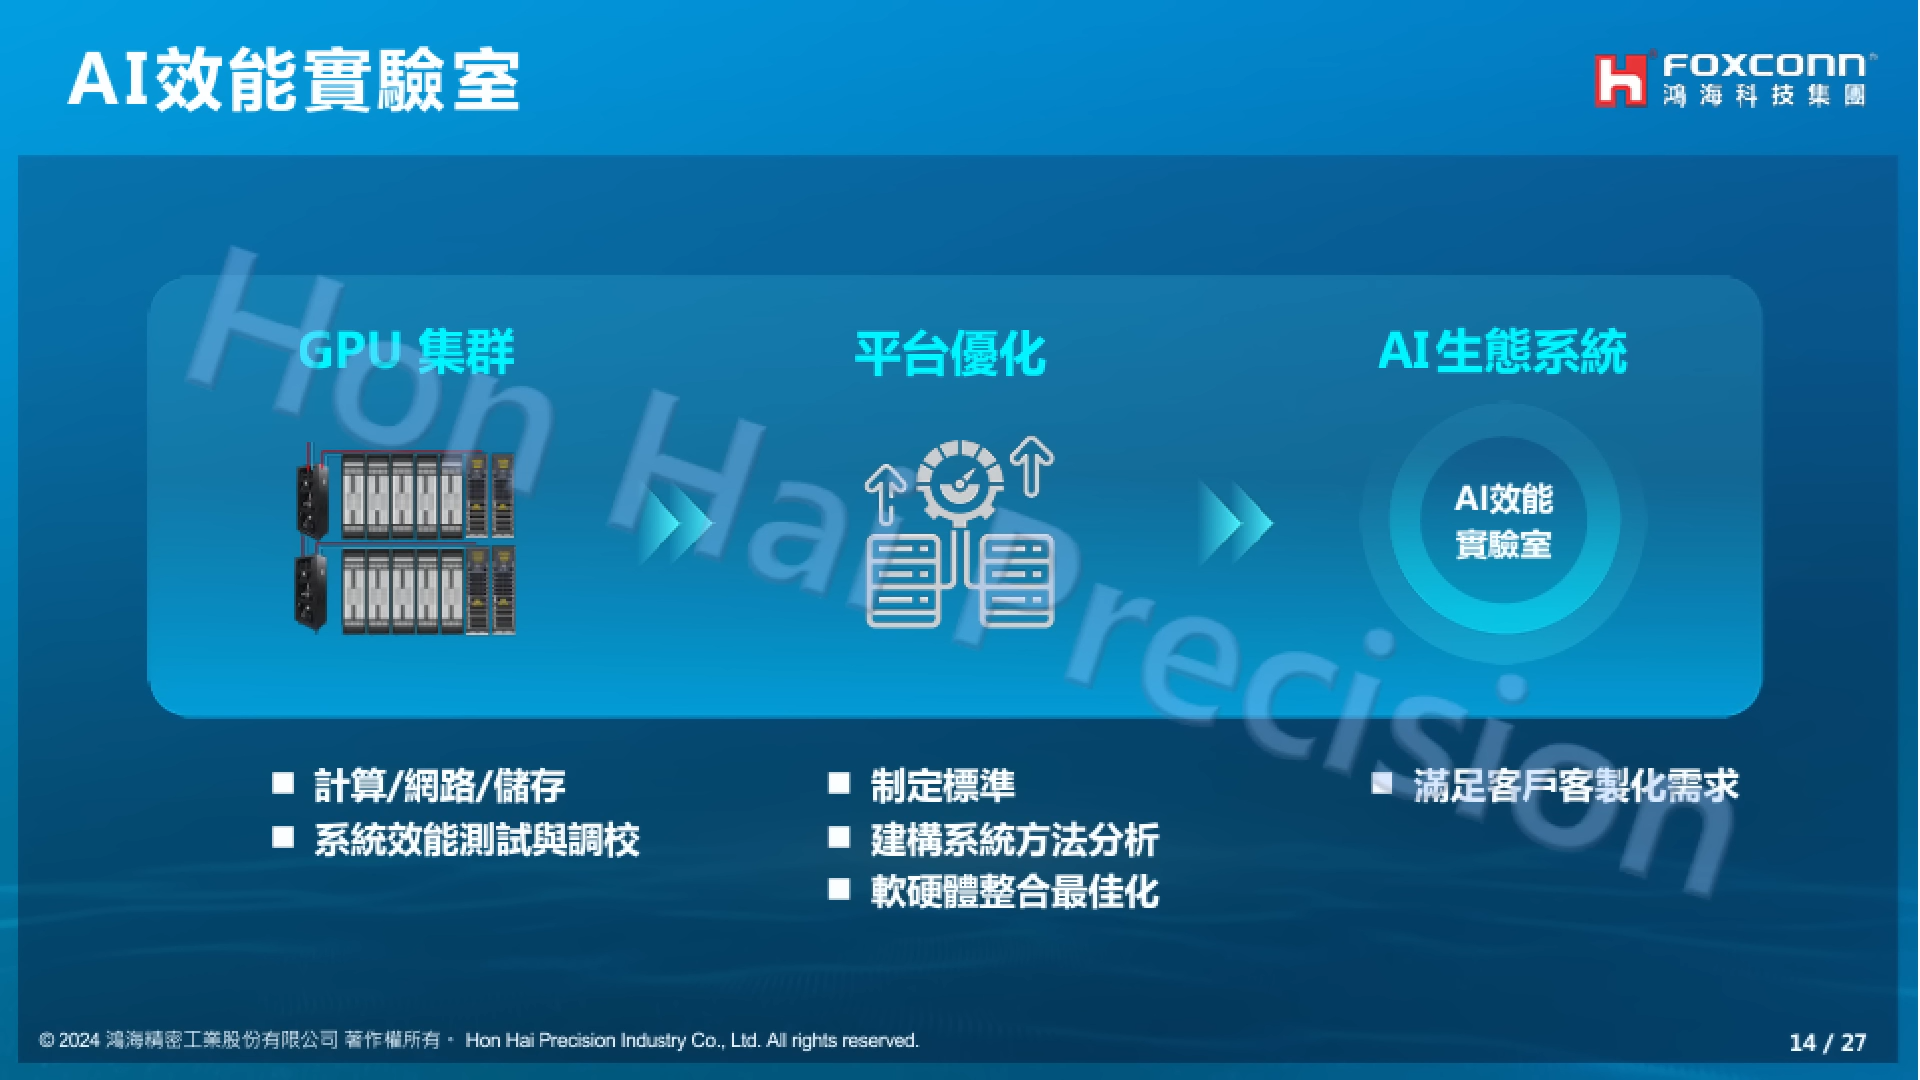 AI效能實驗室
FOXCONN
鴻海科技集團
GPU 集群
平台優化
AI生態系統
AI效能
實驗室
Hon Hai Precision
■ 計算/網路/儲存
■ 系統效能測試與調校
■ 制定標準
■ 建構系統方法分析
■ 軟硬體整合最佳化
■ 滿足客戶客製化需求
© 2024 鴻海精密工業股份有限公司 著作權所有。 Hon Hai Precision Industry Co., Ltd. All rights reserved.
14 / 27